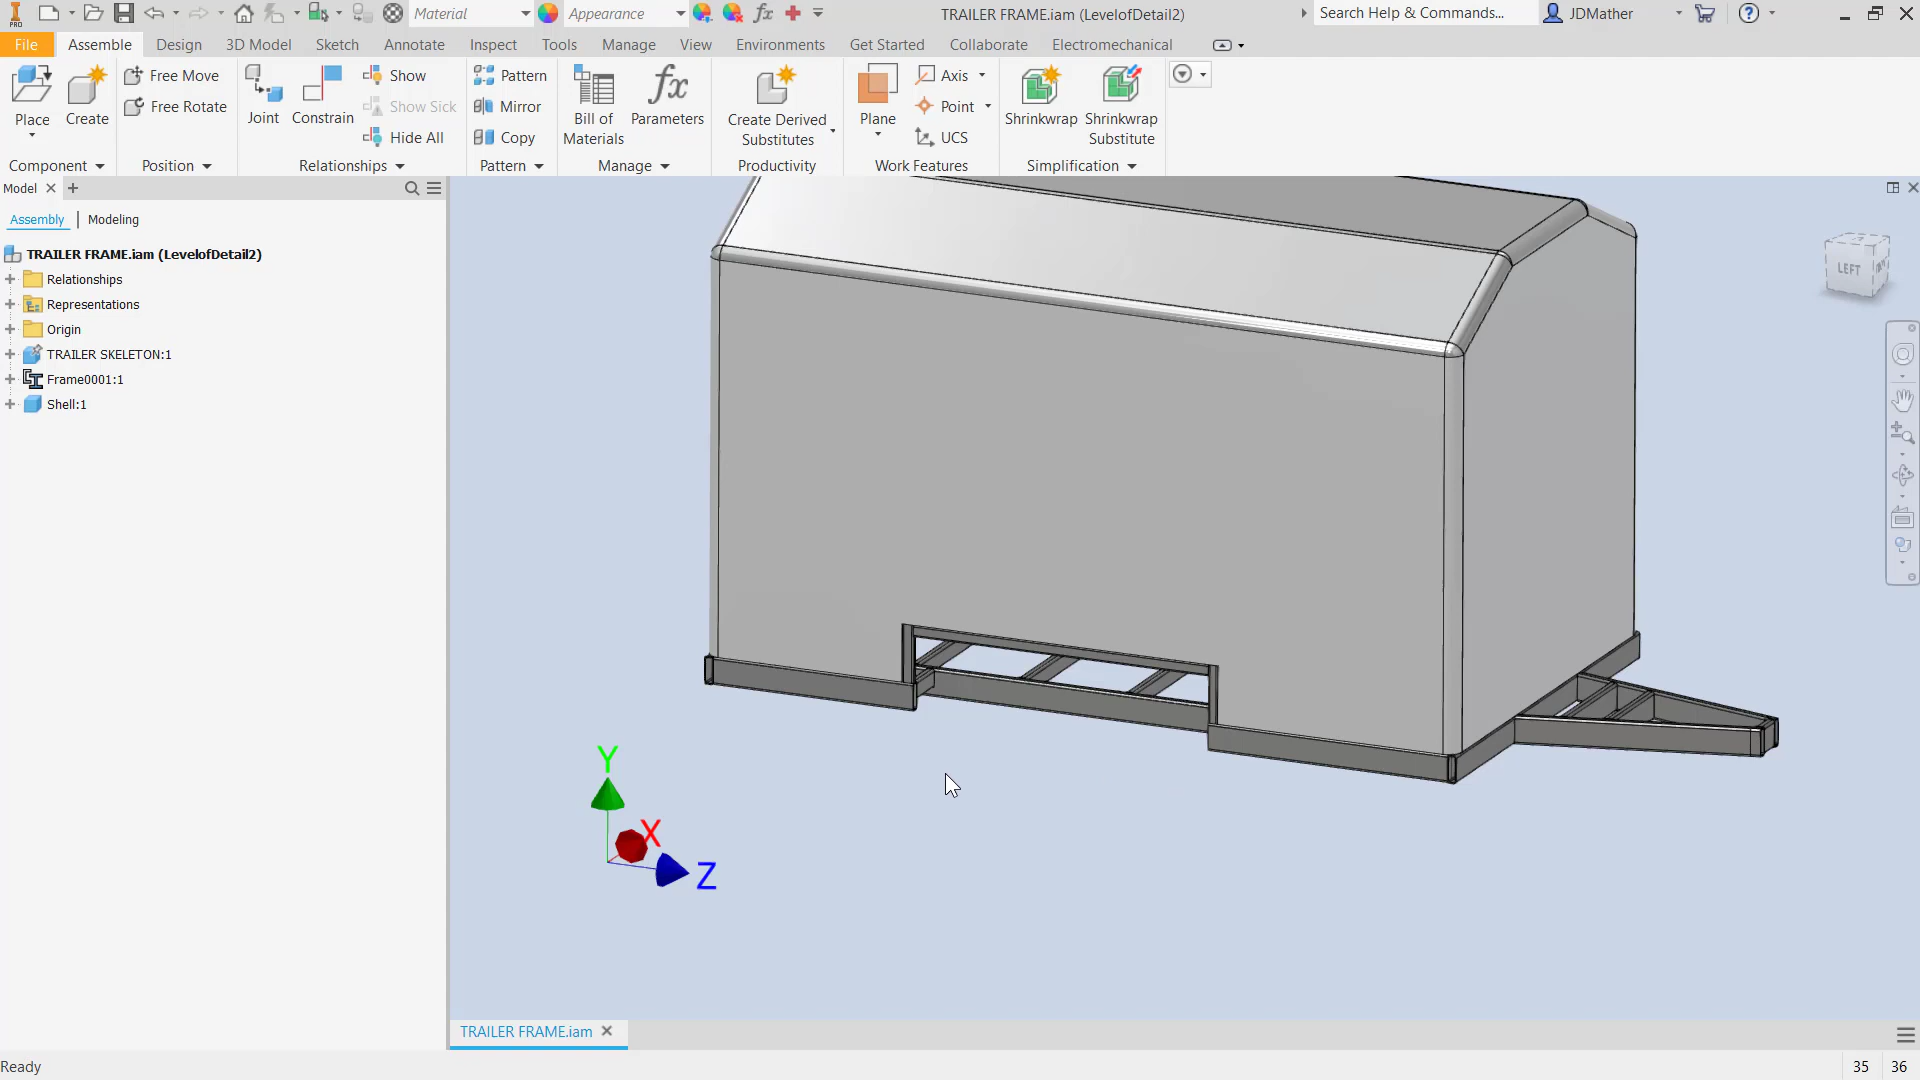 PRO
Material
Appearance
fx
TRAILER FRAME.iam (LevelofDetail2)
Search Help & Commands...
JDMather
?
File
Assemble
Design
3D Model
Sketch
Annotate
Inspect
Tools
Manage
View
Environments
Get Started
Collaborate
Electromechanical
Place
Create
Free Move
Free Rotate
Joint
Constrain
Show
Show Sick
Hide All
Pattern
Mirror
Copy
Bill of
Materials
fx
Parameters
Create Derived
Substitutes
Plane
Axis
Point
UCS
Shrinkwrap
Shrinkwrap
Substitute
Component
Position
Relationships
Pattern
Manage
Productivity
Work Features
Simplification
Model
Assembly
Modeling
TRAILER FRAME.iam (LevelofDetail2)
Relationships
Representations
Origin
TRAILER SKELETON:1
Frame0001:1
Shell:1
LEFT
Y
X
Z
TRAILER FRAME.iam
Ready
35
36